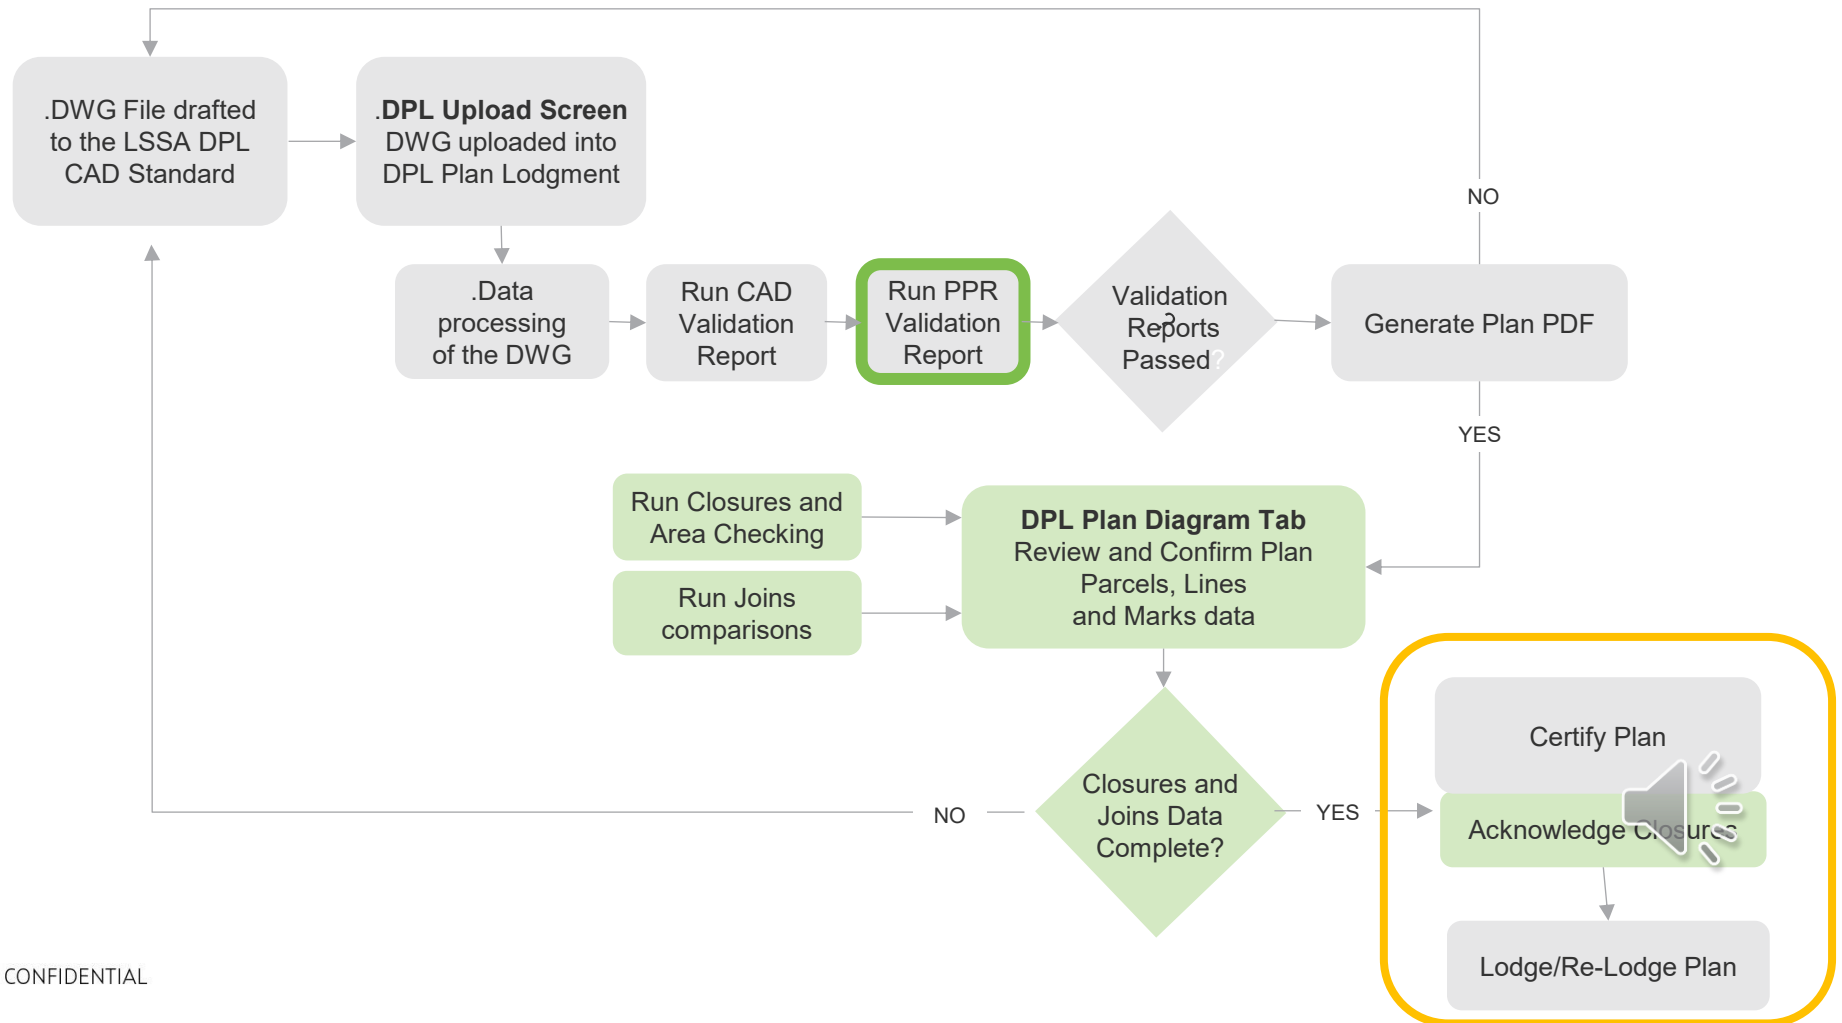 .DWG File drafted
to the LSSA DPL
CAD Standard
.DPL Upload Screen
DWG uploaded into
DPL Plan Lodgment
NO
.Data
processing
of the DWG
Run CAD
Validation
Report
Run PPR
Validation
Report
Validation
Reports
Passed?
?
Generate Plan PDF
YES
Run Closures and
Area Checking
Run Joins
comparisons
DPL Plan Diagram Tab
Review and Confirm Plan
Parcels, Lines
and Marks data
Closures and
Joins Data
Complete?
NO
YES
Certify Plan
Acknowledge Closures
Lodge/Re-Lodge Plan
CONFIDENTIAL